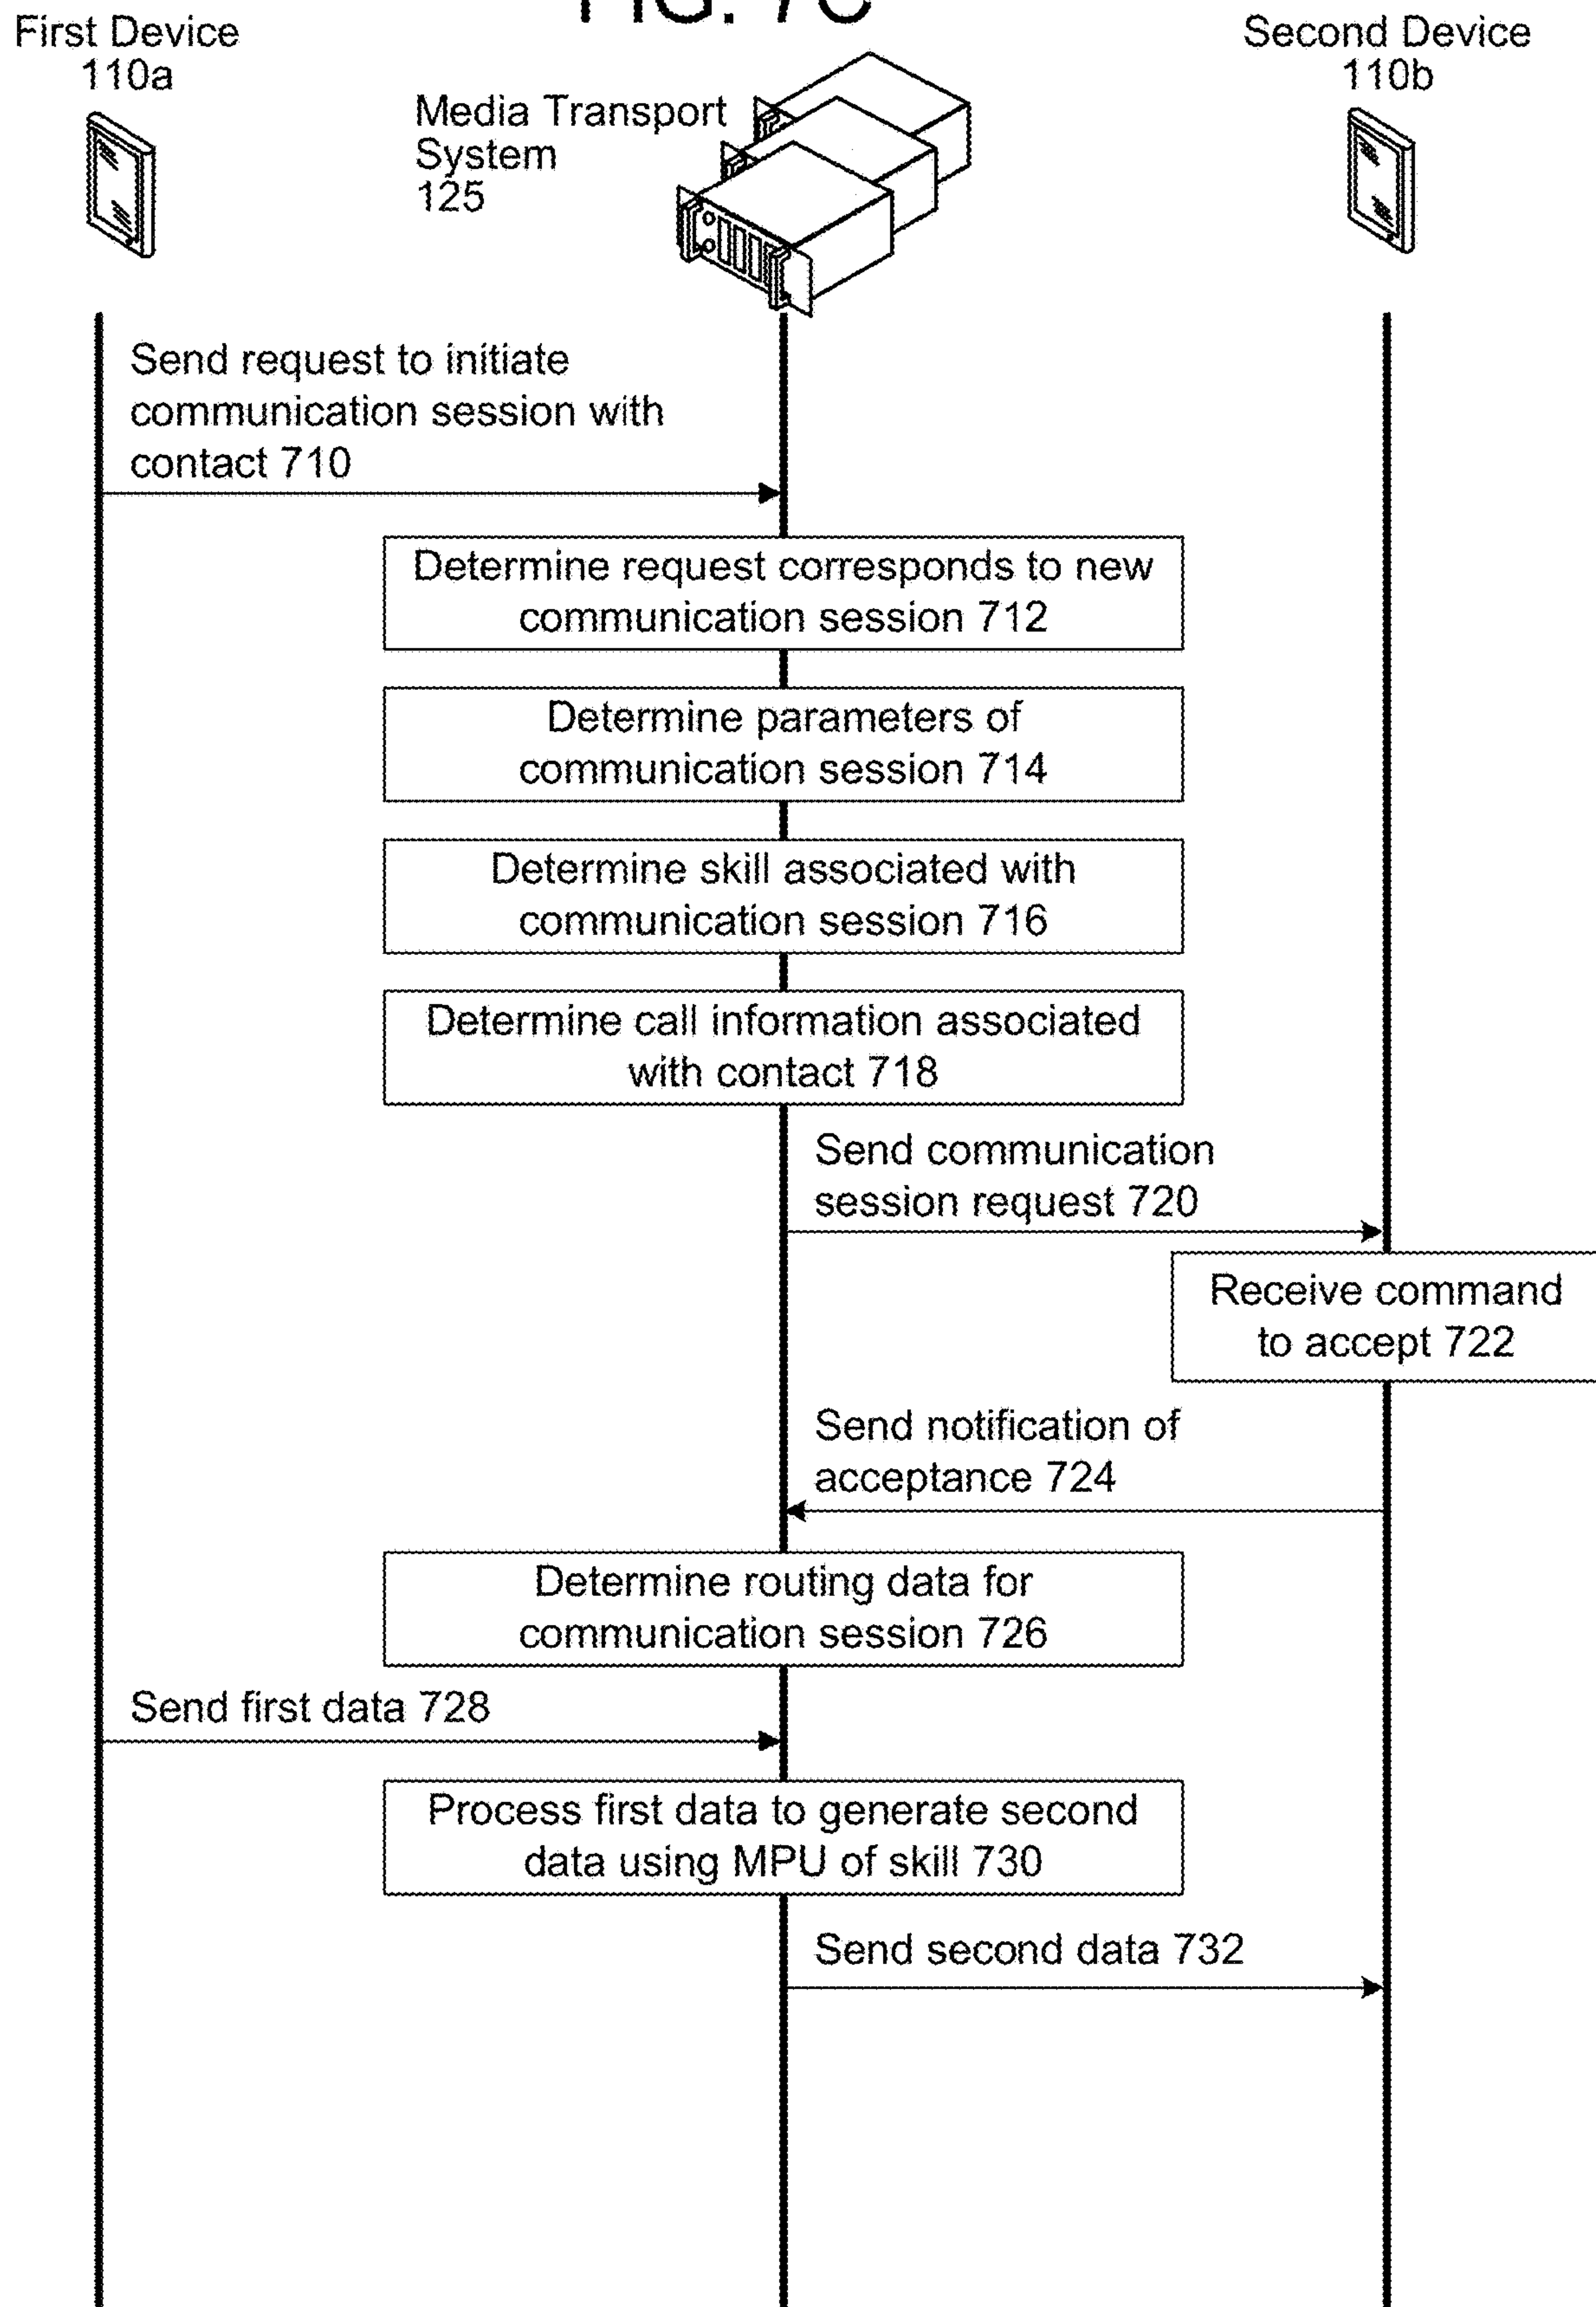 FIG. 7C
First Device
110a
Second Device
110b
Media Transport
System
125
Send request to initiate
communication session with
contact 710
Determine request corresponds to new
communication session 712
Determine parameters of
communication session 714
Determine skill associated with
communication session 716
Determine call information associated
with contact 718
Send communication
session request 720
Receive command
to accept 722
Send notification of
acceptance 724
Determine routing data for
communication session 726
Send first data 728
Process first data to generate second
data using MPU of skill 730
Send second data 732